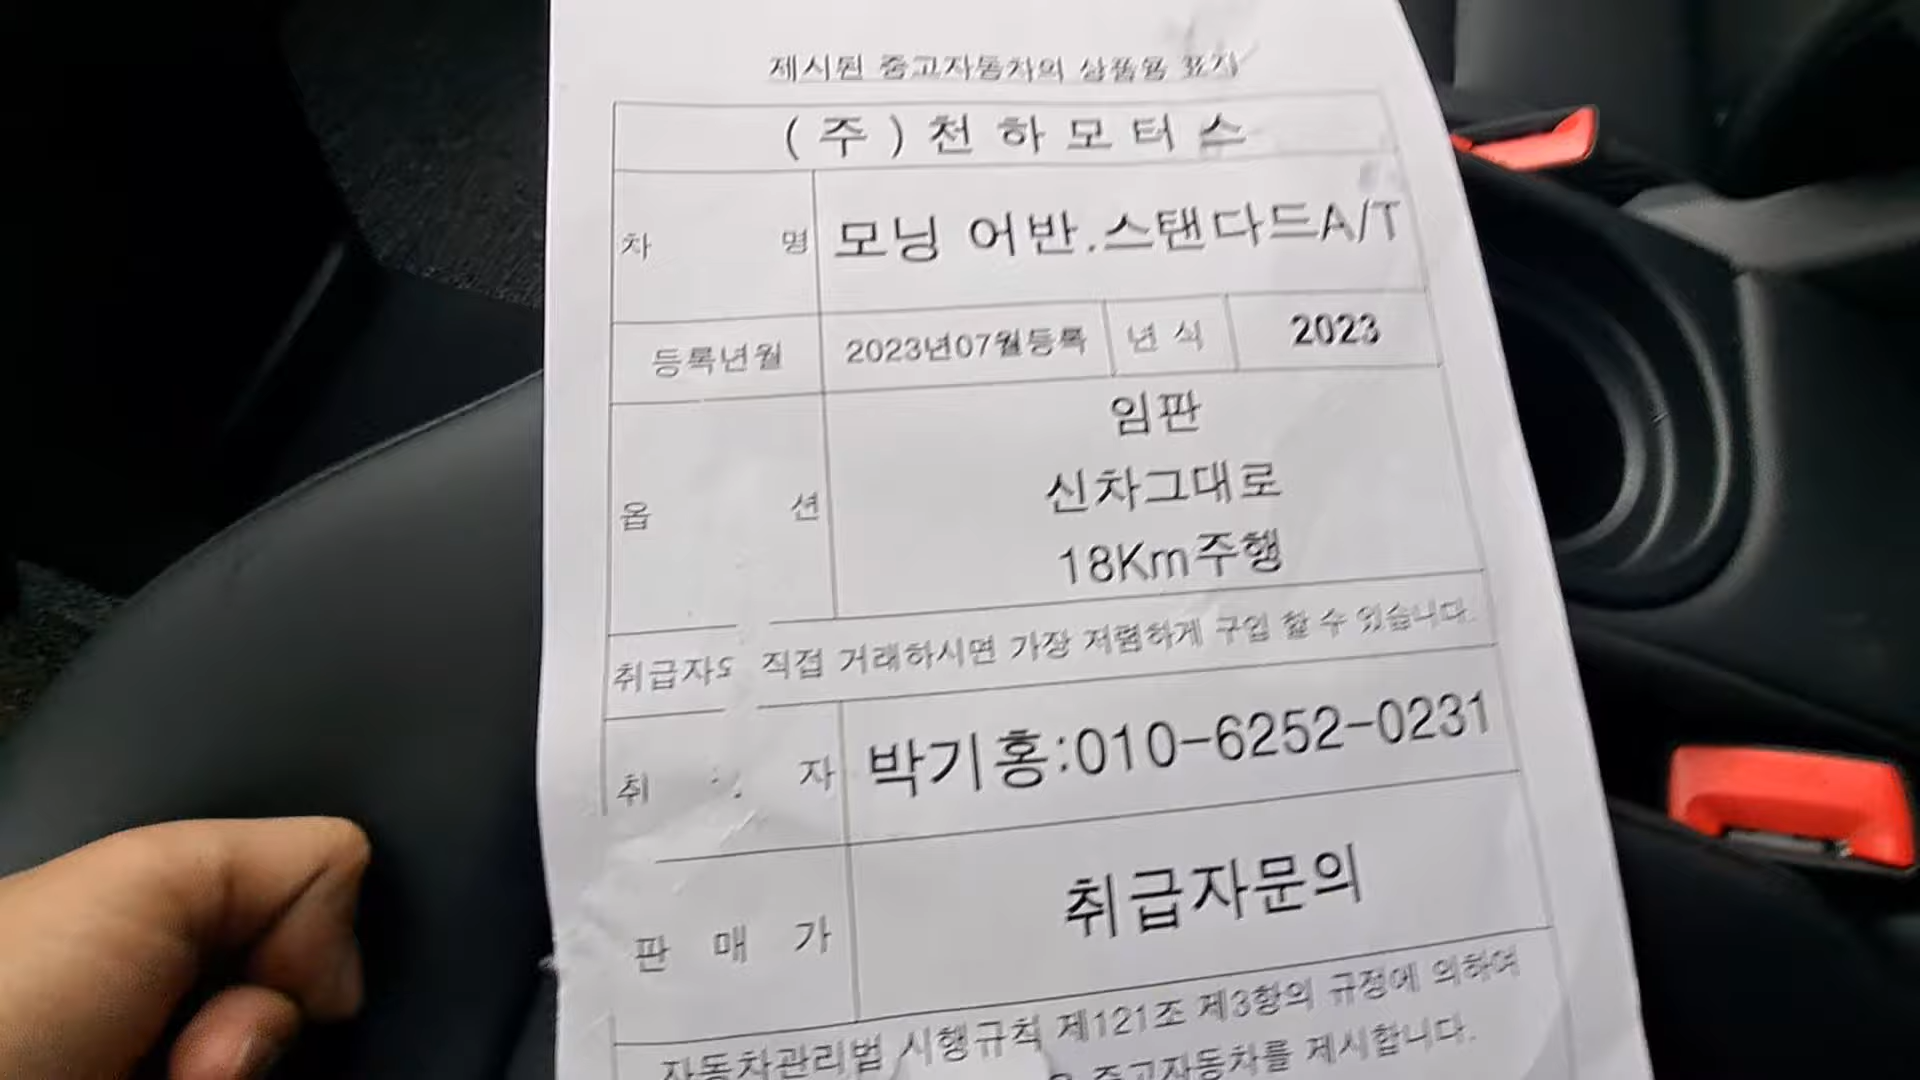 제시된 중고자동차의 상품용 표지
(주)천하모터스
차 명 모닝 어반.스탠다드A/T
등록년월 2023년07월등록 년식 2023
옵 션 임판
신차그대로
18Km주행
취급자 직접 거래하시면 가장 저렴하게 구입 할 수 있습니다.
취 자 박기홍:010-6252-0231
판 매 가 취급자문의
자동차관리법 시행규칙 제121조 제3항의 규정에 의하여
중고자동차를 제시합니다.